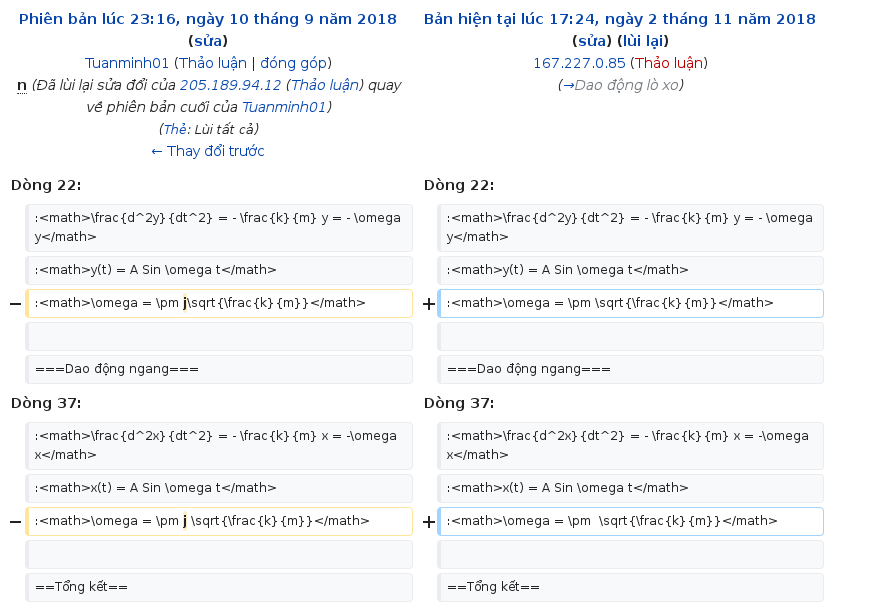 Phiên bản lúc 23:16, ngày 10 tháng 9 năm 2018
(sửa)
Tuanminh01 (Thảo luận | đóng góp)
n (Đã lùi lại sửa đổi của 205.189.94.12 (Thảo luận) quay
về phiên bản cuối của Tuanminh01)
(Thẻ: Lùi tất cả)
← Thay đổi trước
Bản hiện tại lúc 17:24, ngày 2 tháng 11 năm 2018
(sửa) (lùi lại)
167.227.0.85 (Thảo luận)
(→Dao động lò xo)
Dòng 22:
Dòng 22:
:<math>\frac{d^2y}{dt^2} = - \frac{k}{m} y = - \omega
y</math>
:<math>\frac{d^2y}{dt^2} = - \frac{k}{m} y = - \omega
y</math>
:<math>y(t) = A Sin \omega t</math>
:<math>y(t) = A Sin \omega t</math>
− :<math>\omega = \pm j\sqrt{\frac{k}{m}}</math>
+ :<math>\omega = \pm \sqrt{\frac{k}{m}}</math>
===Dao động ngang===
===Dao động ngang===
Dòng 37:
Dòng 37:
:<math>\frac{d^2x}{dt^2} = - \frac{k}{m} x = -\omega
x</math>
:<math>\frac{d^2x}{dt^2} = - \frac{k}{m} x = -\omega
x</math>
:<math>x(t) = A Sin \omega t</math>
:<math>x(t) = A Sin \omega t</math>
− :<math>\omega = \pm j \sqrt{\frac{k}{m}}</math>
+ :<math>\omega = \pm  \sqrt{\frac{k}{m}}</math>
==Tổng kết==
==Tổng kết==